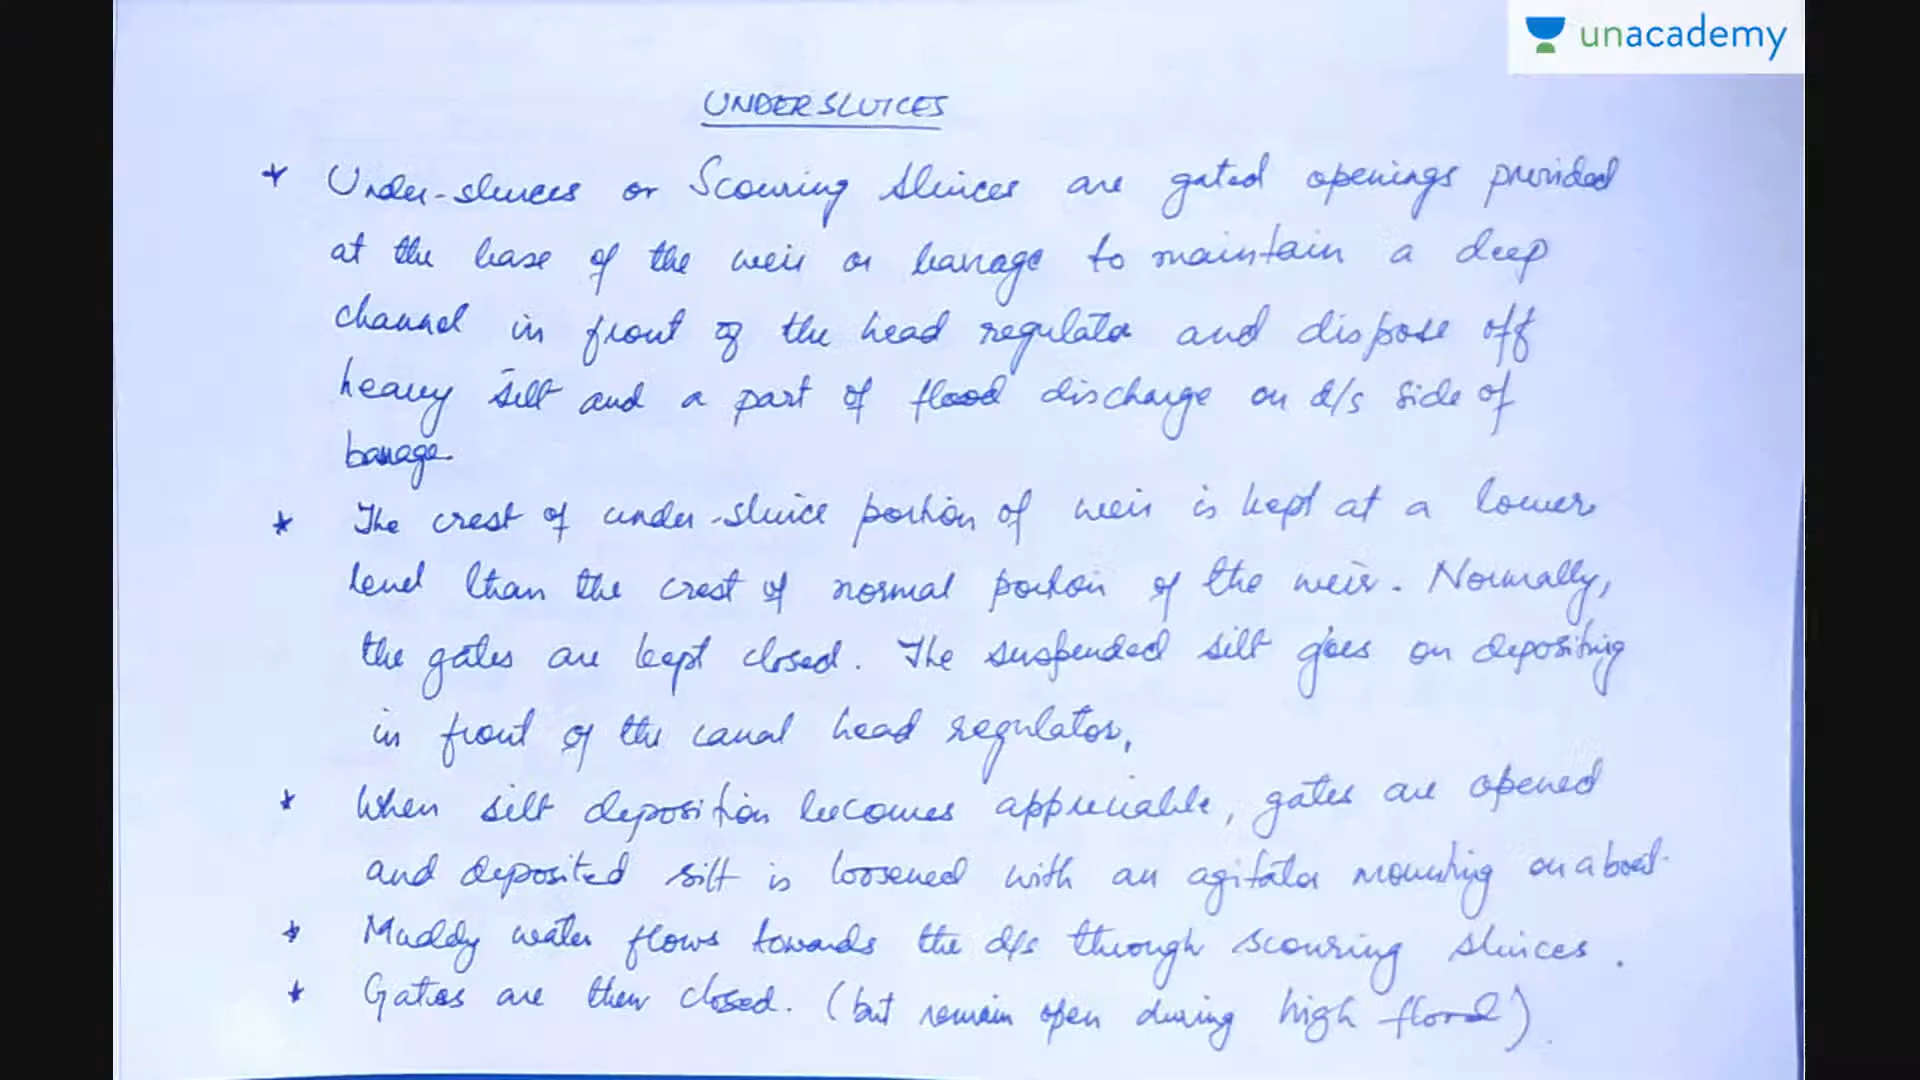 unacademy
UNDERSLUICES
* Under-sluices or Scouring Sluices are gated openings provided
at the base of the weir or barrage to maintain a deep
channel in front of the head regulator and dispose off
heavy silt and a part of flood discharge on d/s side of
barrage
* The crest of under-sluice portion of weir is kept at a lower
level than the crest of normal portion of the weir. Normally,
the gates are kept closed. The suspended silt goes on depositing
in front of the canal head regulator.
* When silt deposition becomes appreciable, gates are opened
and deposited silt is loosened with an agitator mounting on a boat.
* Muddy water flows towards the d/s through scouring sluices.
* Gates are then closed. (but remain open during high flood).